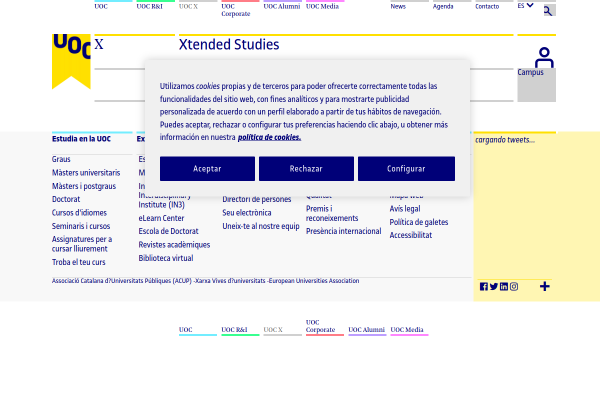 UOC UOC R&I UOC X UOC Corporate UOC Alumni UOC Media News Agenda Contacto ES
UOC X Xtended Studies
Campus
Utilizamos cookies propias y de terceros para poder ofrecerte correctamente todas las
funcionalidades del sitio web, con fines analíticos y para mostrarte publicidad
personalizada de acuerdo con un perfil elaborado a partir de tus hábitos de navegación.
Puedes aceptar, rechazar o configurar tus preferencias haciendo clic abajo, u obtener más
información en nuestra política de cookies.
Aceptar Rechazar Configurar
Estudia en la UOC
Graus
Màsters universitaris
Màsters i postgraus
Doctorat
Cursos d'idiomes
Seminaris i cursos
Assignatures per a
cursar lliurement
Troba el teu curs
Interdisciplinary
Institute (IN3)
eLearn Center
Escola de Doctorat
Revistes acadèmiques
Biblioteca virtual
Directori de persones
Seu electrònica
Uneix-te al nostre equip
Qualitat
Premis i
reconeixements
Presència internacional
Mapa web
Avís legal
Política de galetes
Accessibilitat
cargando tweets...
Associació Catalana d?Universitats Públiques (ACUP) -Xarxa Vives d?universitats -European Universities Association
UOC UOC R&I UOC X UOC Corporate UOC Alumni UOC Media